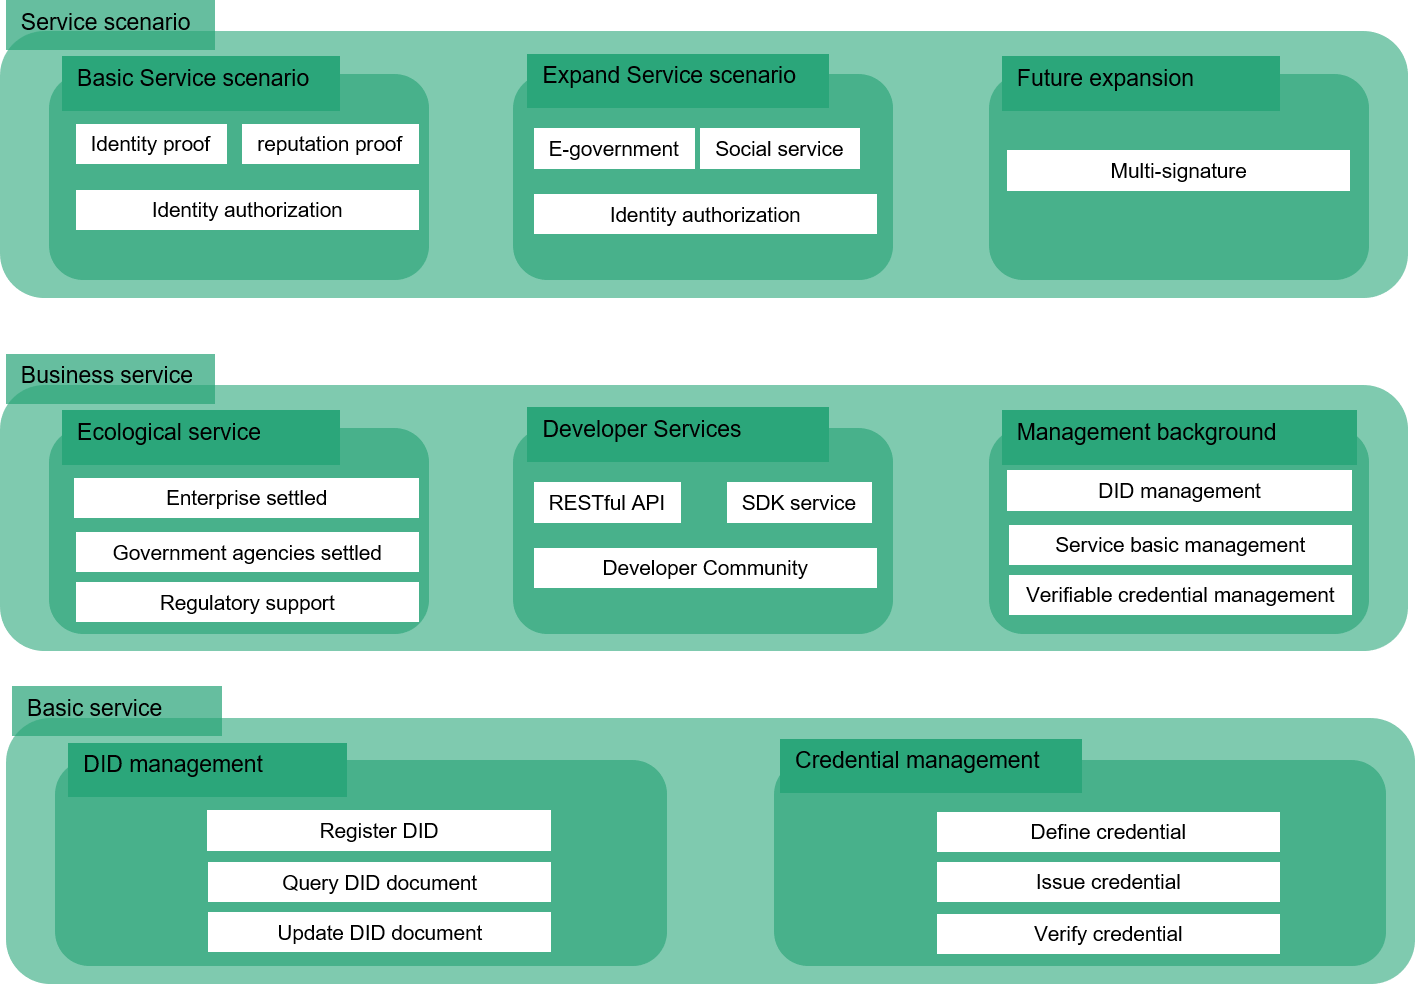 Service scenario
Basic Service scenario
Identity proof
reputation proof
Identity authorization
Expand Service scenario
E-government
Social service
Identity authorization
Future expansion
Multi-signature
Business service
Ecological service
Enterprise settled
Government agencies settled
Regulatory support
Developer Services
RESTful API
SDK service
Developer Community
Management background
DID management
Service basic management
Verifiable credential management
Basic service
DID management
Register DID
Query DID document
Update DID document
Credential management
Define credential
Issue credential
Verify credential